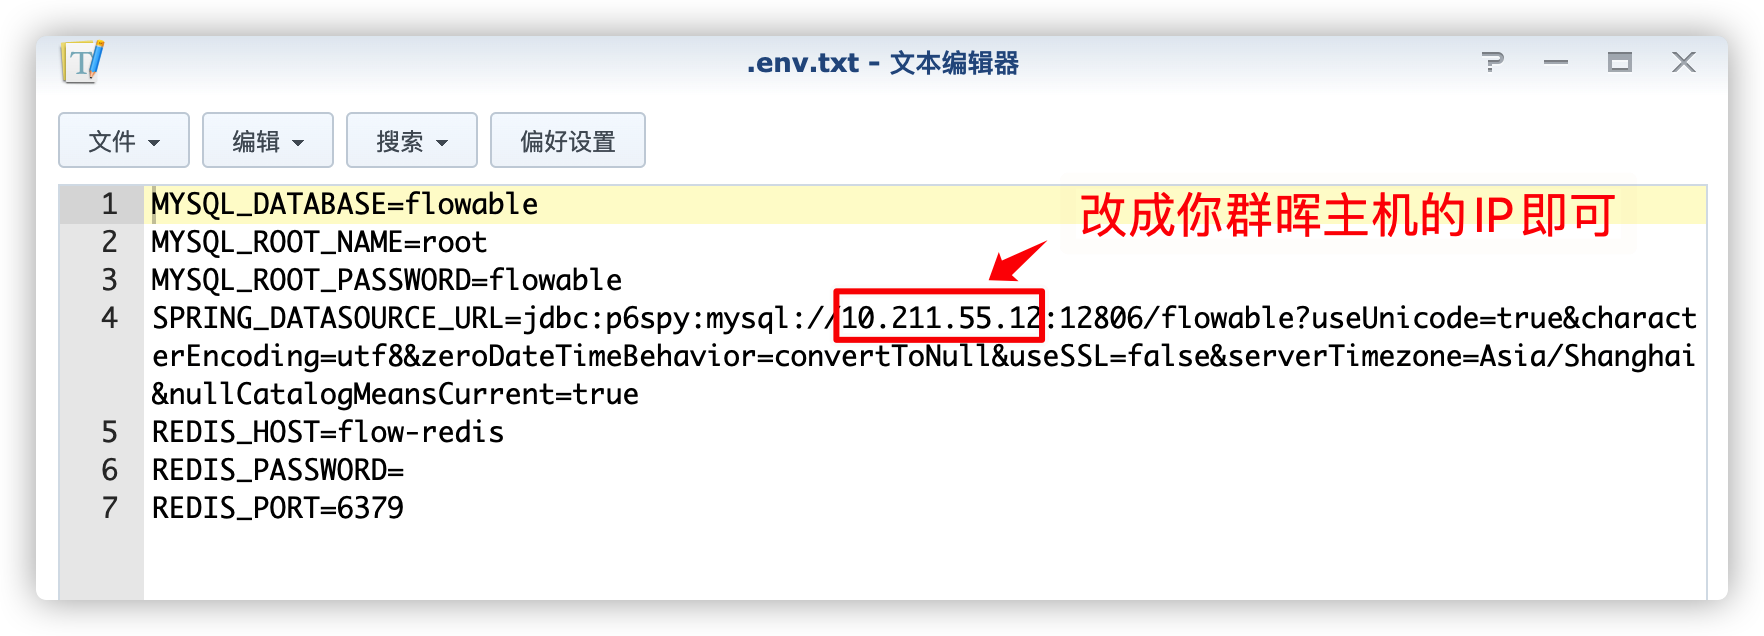 .env.txt - 文本编辑器
文件 编辑 搜索 偏好设置
改成你群晖主机的IP即可
1 MYSQL_DATABASE=flowable
2 MYSQL_ROOT_NAME=root
3 MYSQL_ROOT_PASSWORD=flowable
4 SPRING_DATASOURCE_URL=jdbc:p6spy:mysql://10.211.55.12:12806/flowable?useUnicode=true&charact
erEncoding=utf8&zeroDateTimeBehavior=convertToNull&useSSL=false&serverTimezone=Asia/Shanghai
&nullCatalogMeansCurrent=true
5 REDIS_HOST=flow-redis
6 REDIS_PASSWORD=
7 REDIS_PORT=6379